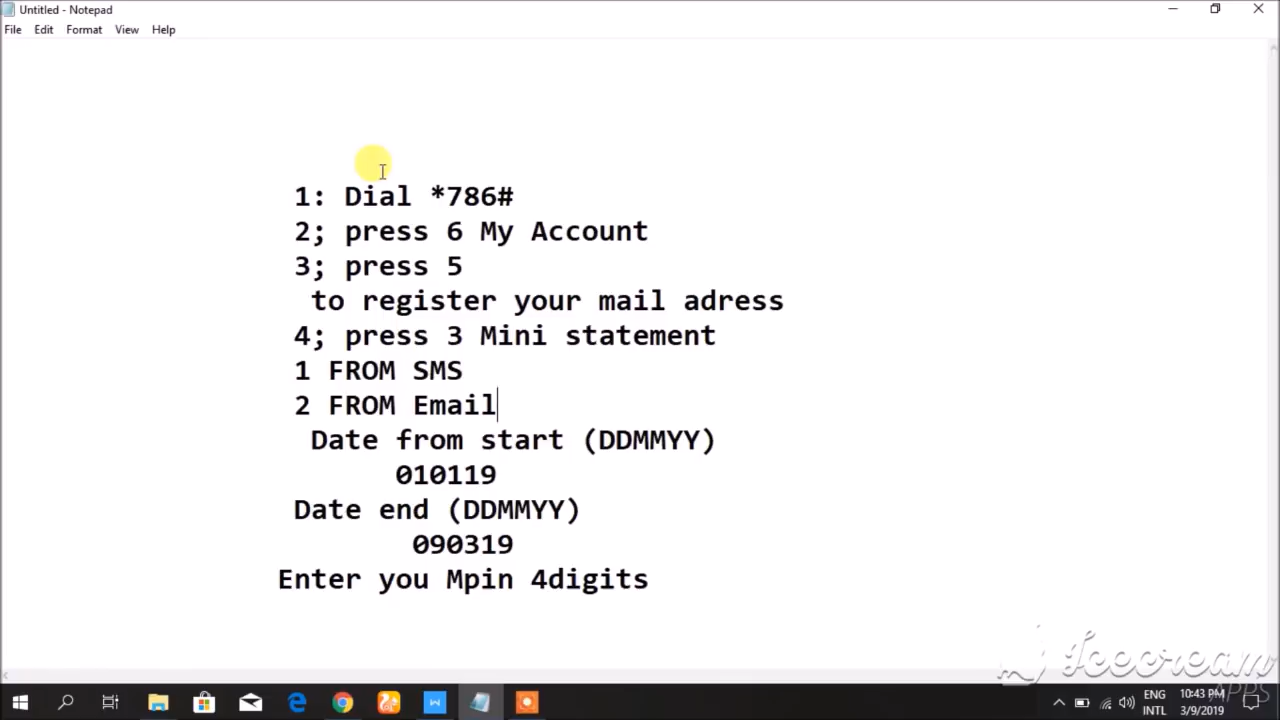 Untitled - Notepad
File Edit Format View Help
1: Dial *786#
2; press 6 My Account
3; press 5
to register your mail adress
4; press 3 Mini statement
1 FROM SMS
2 FROM Email
Date from start (DDMMYY)
010119
Date end (DDMMYY)
090319
Enter you Mpin 4digits
Icecream
APPS
ENG
INTL
10:43 PM
3/9/2019